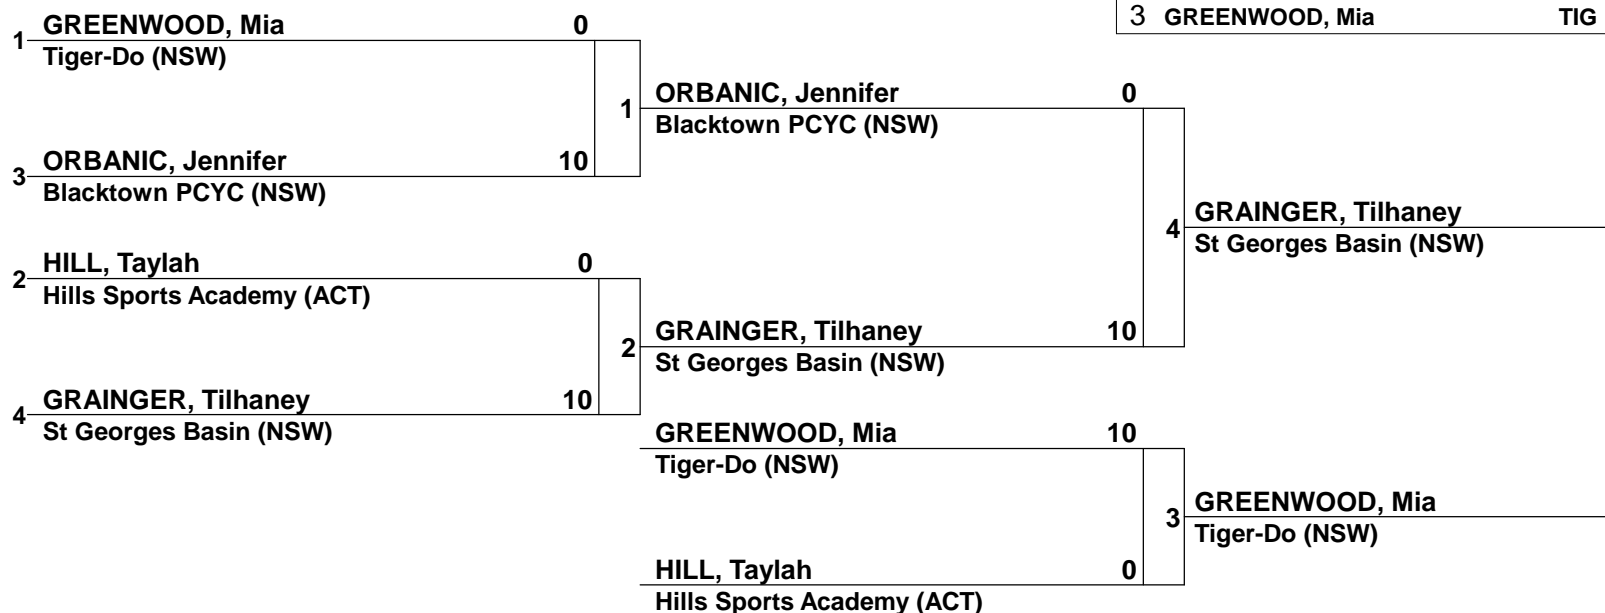 3 GREENWOOD, Mia TIG
GREENWOOD, Mia 0
1
Tiger-Do (NSW)
ORBANIC, Jennifer 0
1
Blacktown PCYC (NSW)
ORBANIC, Jennifer 10
3
Blacktown PCYC (NSW)
GRAINGER, Tilhaney
4
St Georges Basin (NSW)
HILL, Taylah 0
2
Hills Sports Academy (ACT)
GRAINGER, Tilhaney 10
2
St Georges Basin (NSW)
GRAINGER, Tilhaney 10
4
St Georges Basin (NSW)
GREENWOOD, Mia 10
Tiger-Do (NSW)
GREENWOOD, Mia
3
Tiger-Do (NSW)
HILL, Taylah 0
Hills Sports Academy (ACT)